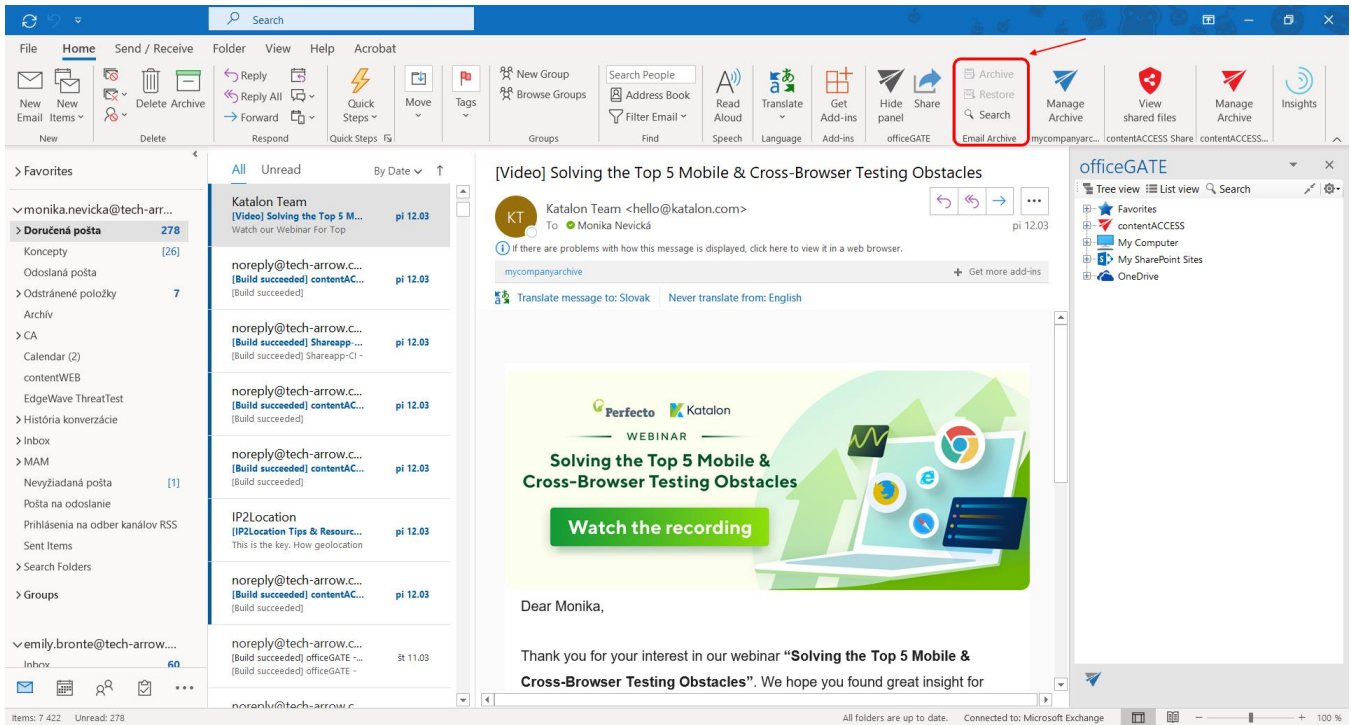 Search
File Home Send / Receive Folder View Help Acrobat
New Email
New Items
New
Delete
Archive
Delete
Reply
Reply All
Forward
Respond
Quick Steps
Quick Steps
Move
Tags
New Group
Browse Groups
Groups
Search People
Address Book
Filter Email
Find
Read Aloud
Speech
Translate
Language
Get Add-ins
Add-ins
Hide panel
Share
officeGATE
Archive
Restore
Search
Email Archive
Manage Archive
mycompanyarc...
View shared files
contentACCESS Share
Manage Archive
contentACCESS...
Insights
Favorites
monika.nevicka@tech-arr...
Doručená pošta 278
Koncepty [26]
Odoslaná pošta
Odstránené položky 7
Archív
CA
Calendar (2)
contentWEB
EdgeWave ThreatTest
História konverzácie
Inbox
MAM
Nevyžiadaná pošta [1]
Pošta na odoslanie
Prihlásenia na odber kanálov RSS
Sent Items
Search Folders
Groups
emily.bronte@tech-arrow....
Inbox 60
All Unread By Date
Katalon Team
[Video] Solving the Top 5 M... pi 12.03
Watch our Webinar For Top
noreply@tech-arrow.c...
[Build succeeded] contentAC... pi 12.03
[Build succeeded]
noreply@tech-arrow.c...
[Build succeeded] Shareapp-... pi 12.03
[Build succeeded] Shareapp-CI -
noreply@tech-arrow.c...
[Build succeeded] contentAC... pi 12.03
[Build succeeded]
noreply@tech-arrow.c...
[Build succeeded] contentAC... pi 12.03
[Build succeeded]
IP2Location
[IP2Location Tips & Resourc... pi 12.03
This is the key. How geolocation
noreply@tech-arrow.c...
[Build succeeded] contentAC... pi 12.03
[Build succeeded]
noreply@tech-arrow.c...
[Build succeeded] officeGATE -... št 11.03
[Build succeeded] officeGATE -
noreply@tech-arrow.c...
[Video] Solving the Top 5 Mobile & Cross-Browser Testing Obstacles
KT
Katalon Team <hello@katalon.com>
To Monika Nevická
pi 12.03
If there are problems with how this message is displayed, click here to view it in a web browser.
mycompanyarchive + Get more add-ins
Translate message to: Slovak Never translate from: English
Perfecto Katalon
WEBINAR
Solving the Top 5 Mobile &
Cross-Browser Testing Obstacles
Watch the recording
Dear Monika,
Thank you for your interest in our webinar “Solving the Top 5 Mobile &
Cross-Browser Testing Obstacles”. We hope you found great insight for
officeGATE
Tree view List view Search
Favorites
contentACCESS
My Computer
My SharePoint Sites
OneDrive
Items: 7 422 Unread: 278
All folders are up to date. Connected to: Microsoft Exchange
100 %